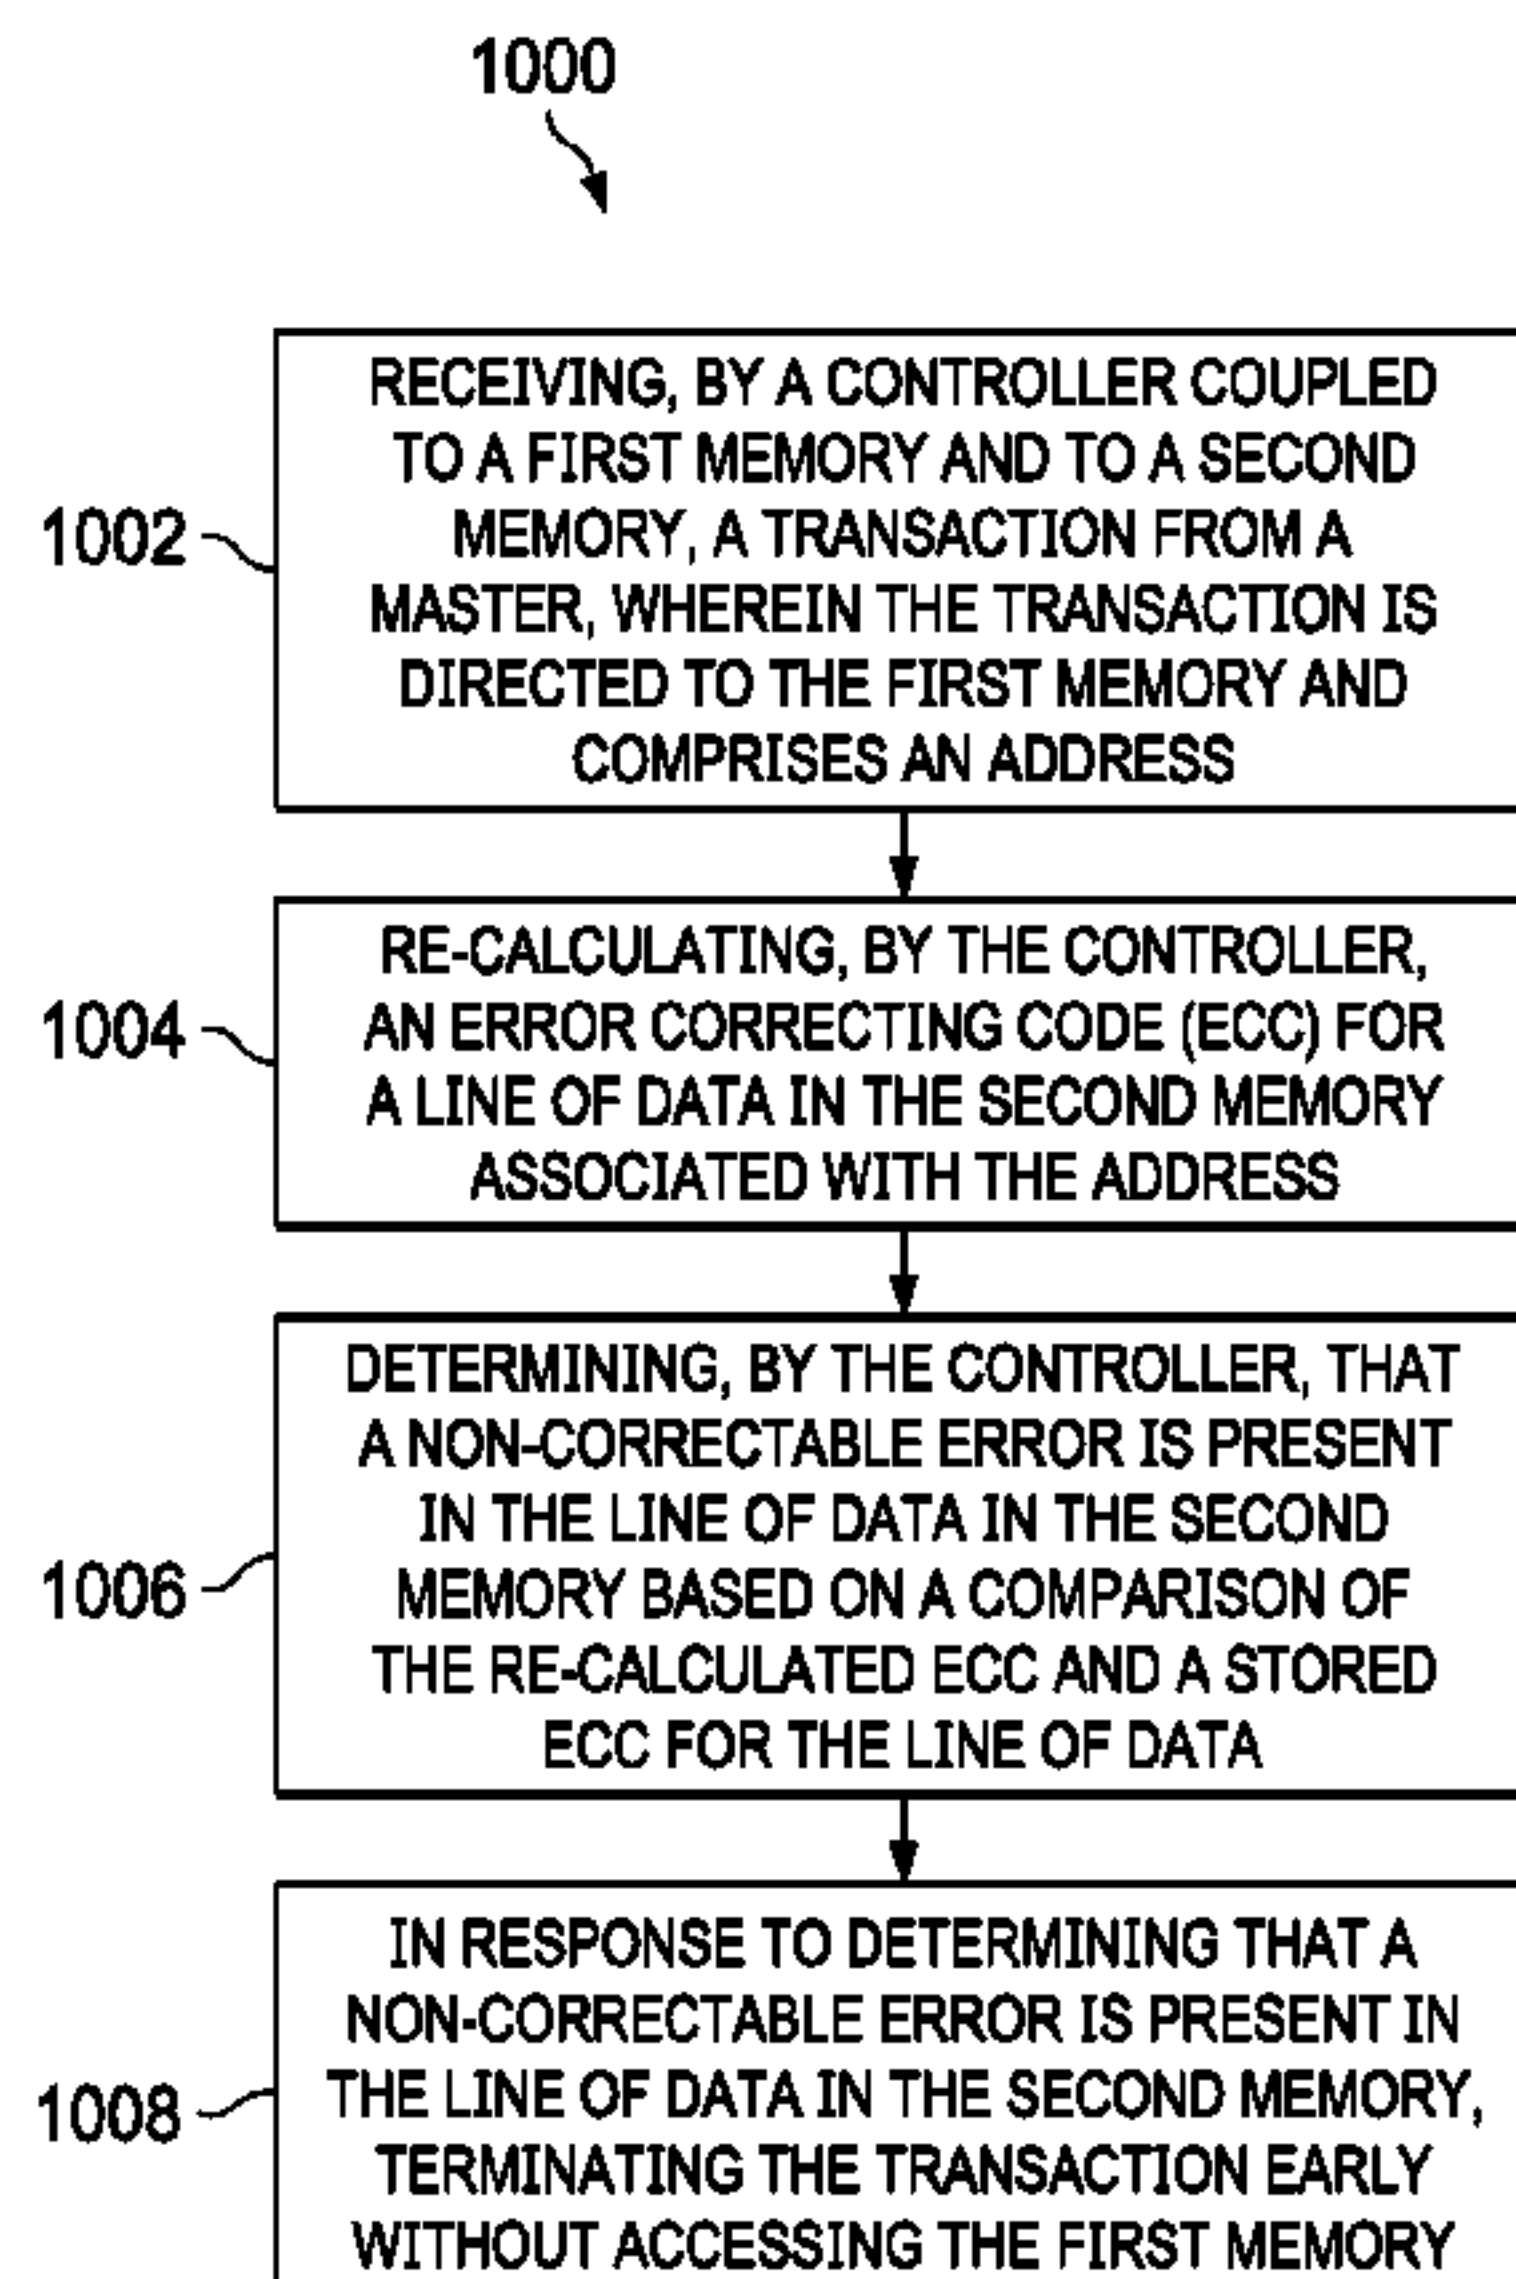 1000
RECEIVING, BY A CONTROLLER COUPLED
TO A FIRST MEMORY AND TO A SECOND
MEMORY, A TRANSACTION FROM A
MASTER, WHEREIN THE TRANSACTION IS
DIRECTED TO THE FIRST MEMORY AND
COMPRISES AN ADDRESS
1002
RE-CALCULATING, BY THE CONTROLLER,
AN ERROR CORRECTING CODE (ECC) FOR
A LINE OF DATA IN THE SECOND MEMORY
ASSOCIATED WITH THE ADDRESS
1004
DETERMINING, BY THE CONTROLLER, THAT
A NON-CORRECTABLE ERROR IS PRESENT
IN THE LINE OF DATA IN THE SECOND
MEMORY BASED ON A COMPARISON OF
THE RE-CALCULATED ECC AND A STORED
ECC FOR THE LINE OF DATA
1006
IN RESPONSE TO DETERMINING THAT A
NON-CORRECTABLE ERROR IS PRESENT IN
THE LINE OF DATA IN THE SECOND MEMORY,
TERMINATING THE TRANSACTION EARLY
WITHOUT ACCESSING THE FIRST MEMORY
1008